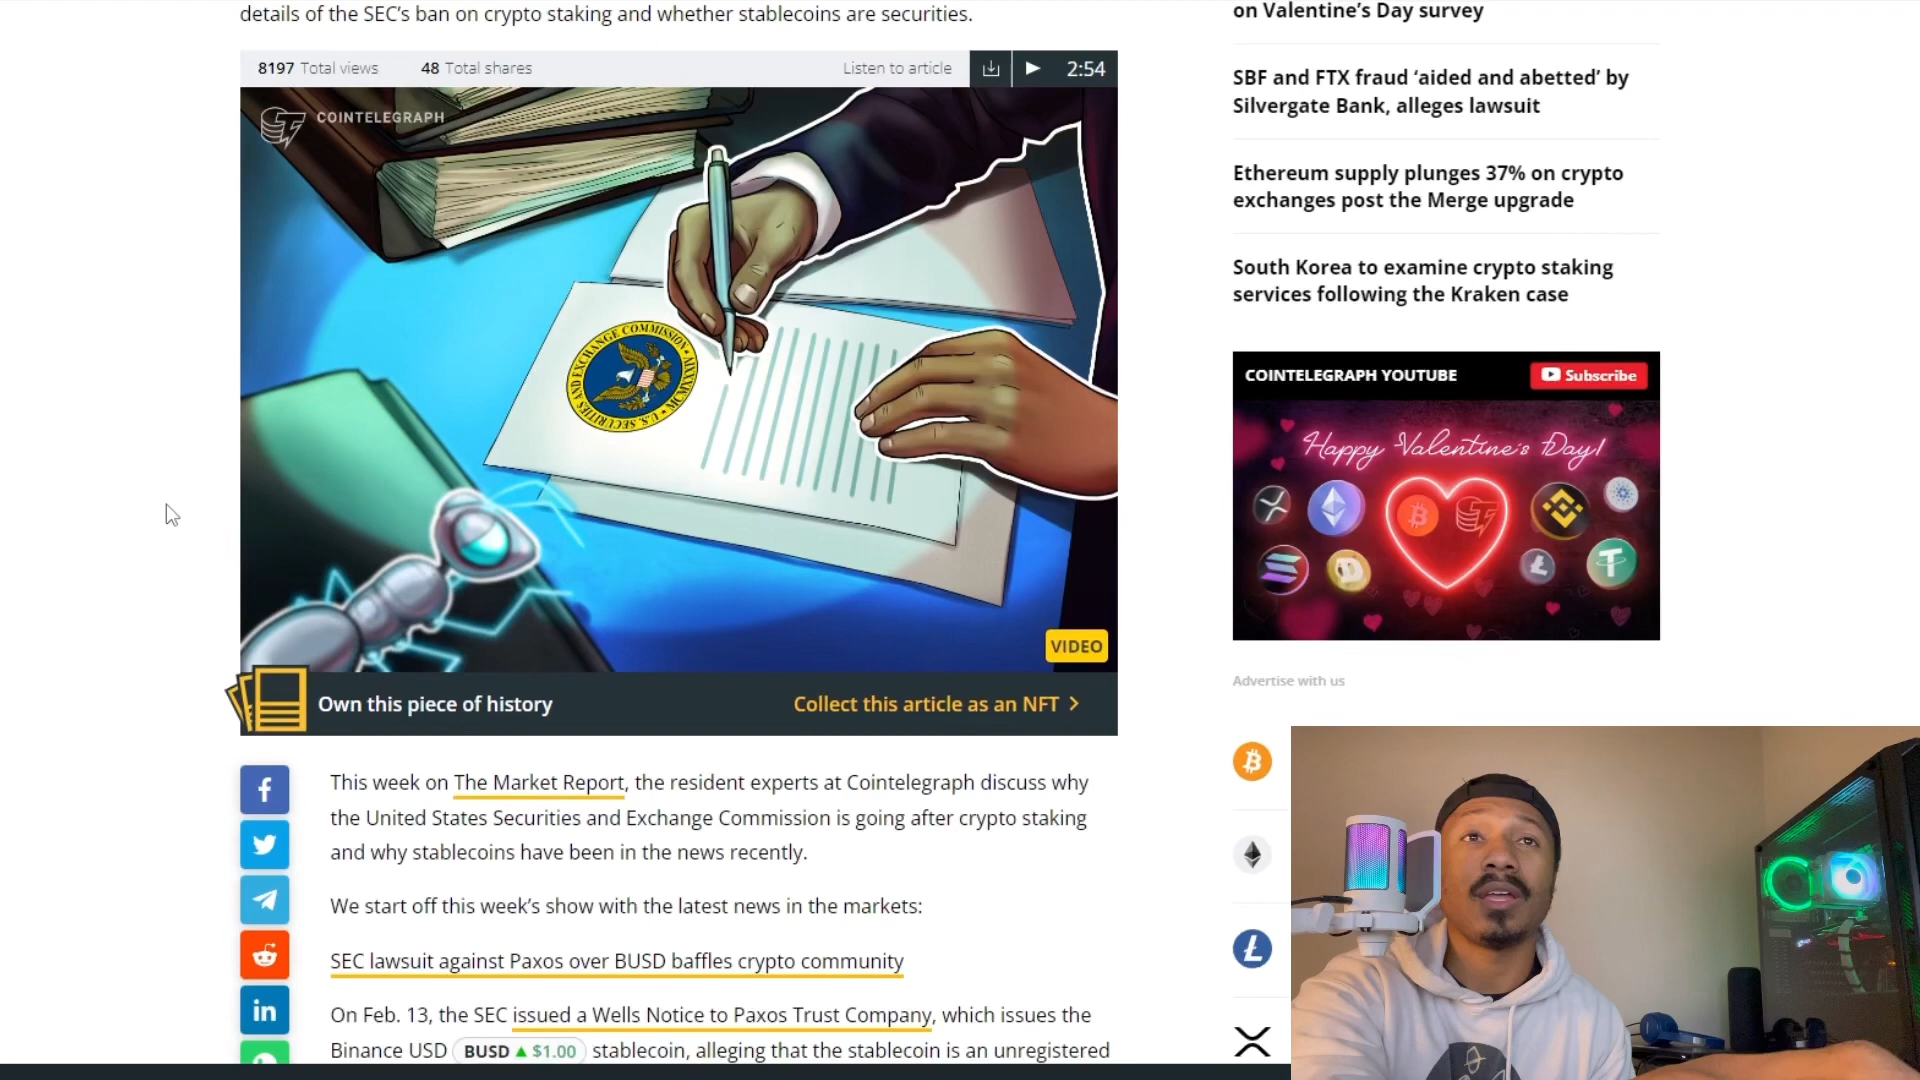 details of the SEC’s ban on crypto staking and whether stablecoins are securities.
8197 Total views
48 Total shares
Listen to article
2:54
COINTELEGRAPH
SECURITIES AND EXCHANGE COMMISSION
U.S.
MCMXXXIV
VIDEO
Own this piece of history
Collect this article as an NFT >
This week on The Market Report, the resident experts at Cointelegraph discuss why
the United States Securities and Exchange Commission is going after crypto staking
and why stablecoins have been in the news recently.
We start off this week’s show with the latest news in the markets:
SEC lawsuit against Paxos over BUSD baffles crypto community
On Feb. 13, the SEC issued a Wells Notice to Paxos Trust Company, which issues the
Binance USD BUSD ▲ $1.00 stablecoin, alleging that the stablecoin is an unregistered
on Valentine’s Day survey
SBF and FTX fraud ‘aided and abetted’ by
Silvergate Bank, alleges lawsuit
Ethereum supply plunges 37% on crypto
exchanges post the Merge upgrade
South Korea to examine crypto staking
services following the Kraken case
COINTELEGRAPH YOUTUBE
Subscribe
Happy Valentine's Day!
Advertise with us